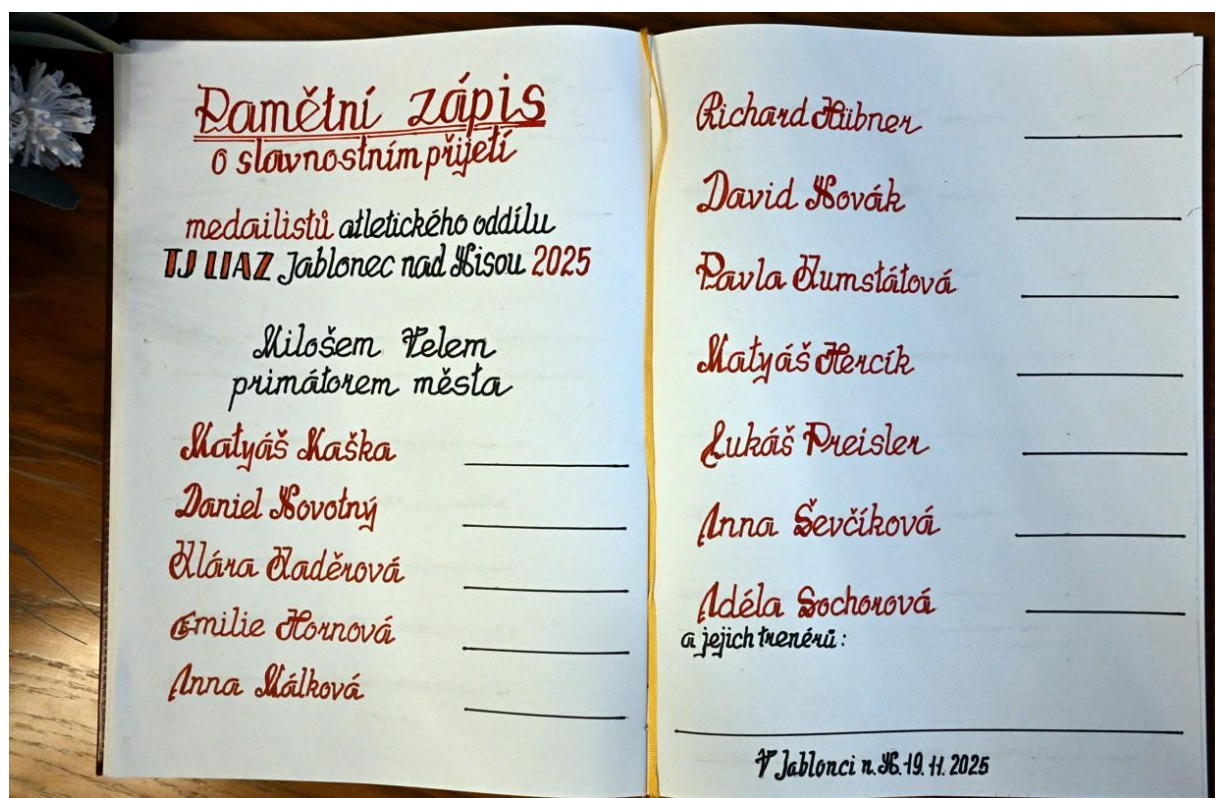 Pamětní zápis
o slavnostním přijetí
medailistů atletického oddílu
TJ LIAZ Jablonec nad Nisou 2025
Milošem Velem
primátorem města
Matyáš Maška
Daniel Novotný
Klára Kaděrová
Emilie Hornová
Anna Málková
Richard Hübner
David Novák
Pavla Kumstátová
Matyáš Hercík
Lukáš Preisler
Anna Ševčíková
Adéla Sochorová
a jejich trenérů:
V Jablonci n. N. 19. 11. 2025